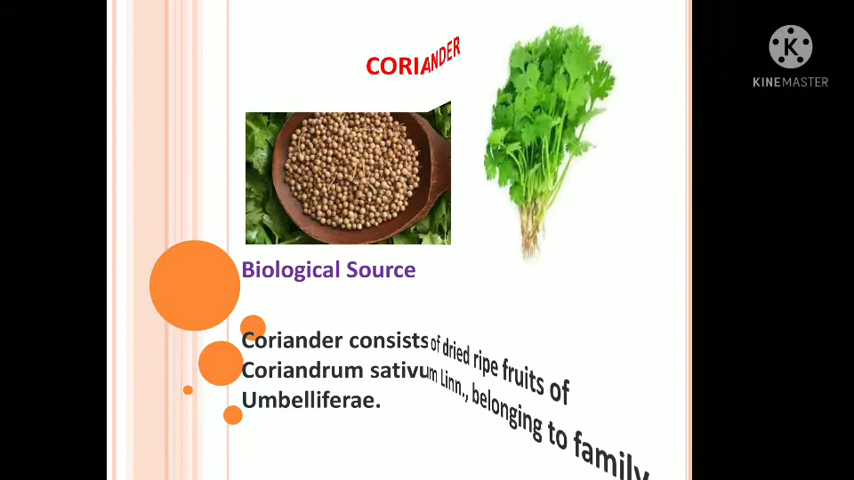 CORIANDER
KINEMASTER
Biological Source
Coriander consists of dried ripe fruits of
Coriandrum sativum Linn., belonging to family
Umbelliferae.